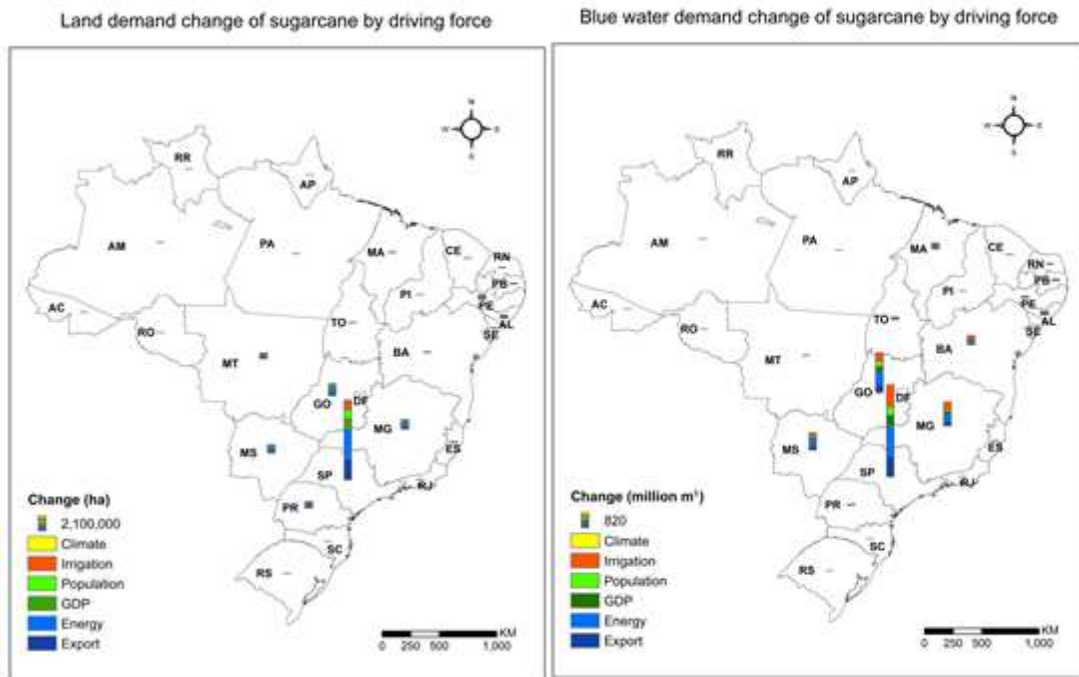 Land demand change of sugarcane by driving force
N
W
E
S
RR
AP
AM
PA
MA
CE
RN
PB
PE
AL
SE
PI
AC
RO
TO
BA
MT
GO
DF
MG
ES
MS
SP
RJ
PR
SC
RS
Change (ha)
2,100,000
Climate
Irrigation
Population
GDP
Energy
Export
KM
0 250 500 1,000
Blue water demand change of sugarcane by driving force
N
W
E
S
RR
AP
AM
PA
MA
CE
RN
PB
PE
AL
SE
PI
AC
RO
TO
BA
MT
GO
DF
MG
ES
MS
SP
RJ
PR
SC
RS
Change (million m³)
820
Climate
Irrigation
Population
GDP
Energy
Export
KM
0 250 500 1,000